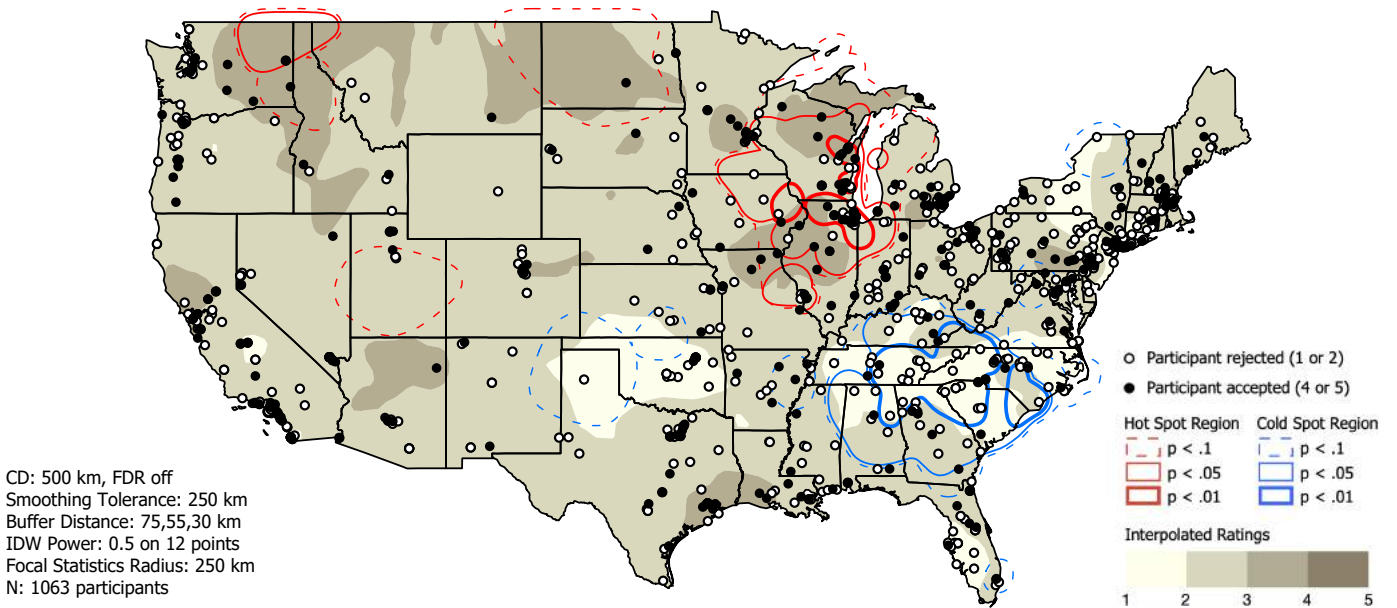 Participant rejected (1 or 2)
Participant accepted (4 or 5)
Hot Spot Region Cold Spot Region
p < .1 p < .1
p < .05 p < .05
p < .01 p < .01
Interpolated Ratings
1 2 3 4 5
CD: 500 km, FDR off
Smoothing Tolerance: 250 km
Buffer Distance: 75,55,30 km
IDW Power: 0.5 on 12 points
Focal Statistics Radius: 250 km
N: 1063 participants